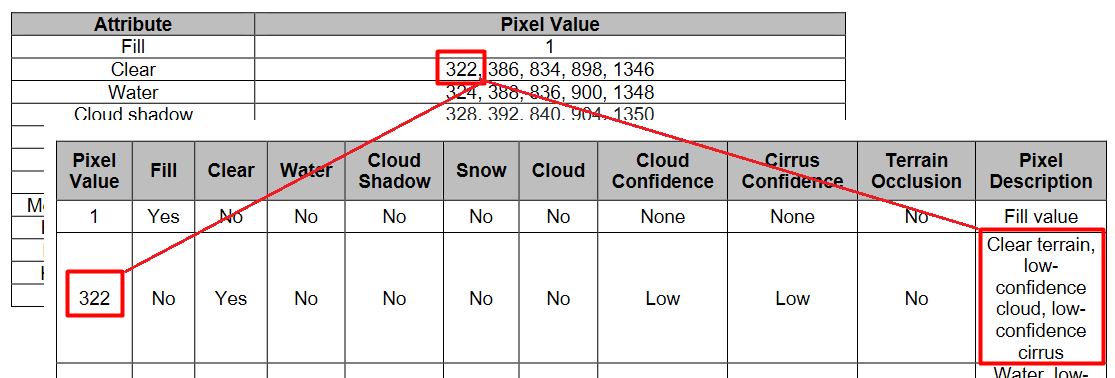 Attribute Pixel Value
Fill 1
Clear 322, 386, 834, 898, 1346
Water 324, 388, 836, 900, 1348
Cloud shadow 328, 392, 840, 904, 1350
Pixel Value Fill Clear Water Cloud Shadow Snow Cloud Cloud Confidence Cirrus Confidence Terrain Occlusion Pixel Description
1 Yes No No No No No None None No Fill value
322 No Yes No No No No Low Low No Clear terrain, low-confidence cloud, low-confidence cirrus
Water, low-